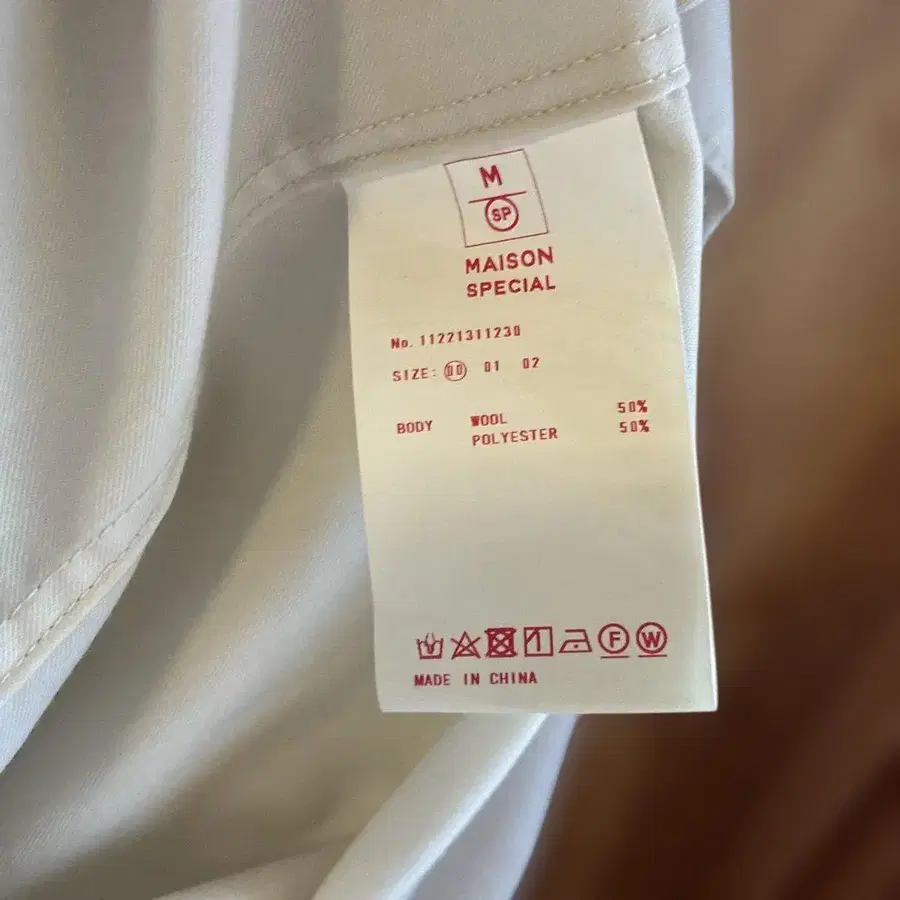 M
SP
MAISON
SPECIAL
No. 11221311230
SIZE: 00 01 02
BODY WOOL 50%
POLYESTER 50%
F W
MADE IN CHINA